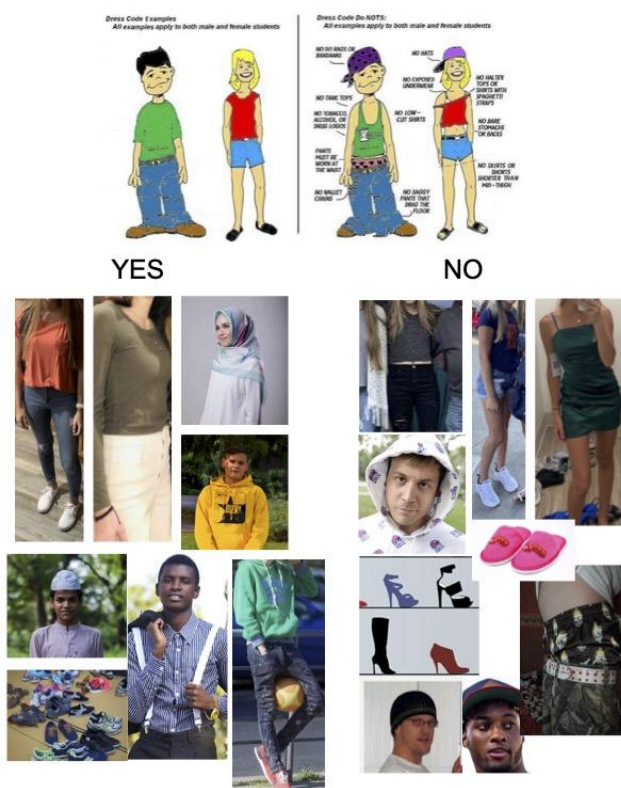 Dress Code Examples
All examples apply to both male and female students
Dress Code Do NOTS:
All examples apply to both male and female students
NO DO RAGS OR
BANDANAS
NO TANK TOPS
NO TOBACCO,
ALCOHOL, OR
DRUG LOGOS
PANTS
MUST BE
WORN AT
THE WAIST
NO WALLET
CHAINS
NO BAGGY
PANTS THAT
DRAG THE
FLOOR
NO HATS
NO EXPOSED
UNDERWEAR
NO LOW-
CUT SHIRTS
NO HALTER
TOPS OR
SHIRTS WITH
SPAGHETTI
STRAPS
NO BARE
STOMACHS
OR BACKS
NO SKIRTS OR
SHORTS
SHORTER THAN
MID-THIGH
YES
NO